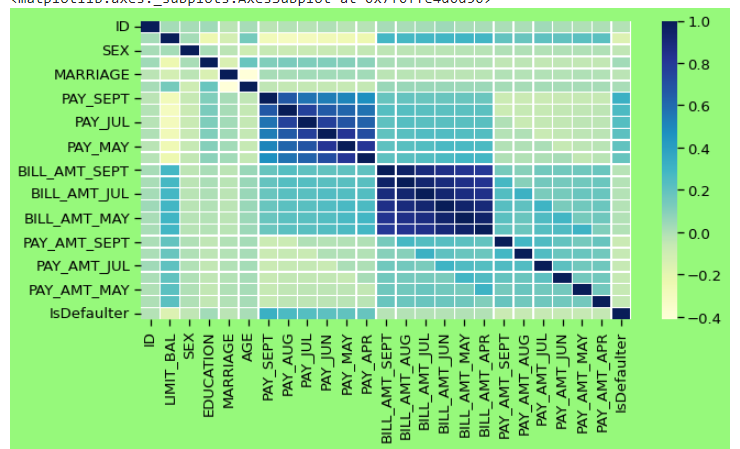 ID
SEX
MARRIAGE
PAY_SEPT
PAY_JUL
PAY_MAY
BILL_AMT_SEPT
BILL_AMT_JUL
BILL_AMT_MAY
PAY_AMT_SEPT
PAY_AMT_JUL
PAY_AMT_MAY
IsDefaulter
1.0
0.8
0.6
0.4
0.2
0.0
−0.2
−0.4
ID
LIMIT_BAL
SEX
EDUCATION
MARRIAGE
AGE
PAY_SEPT
PAY_AUG
PAY_JUL
PAY_JUN
PAY_MAY
PAY_APR
BILL_AMT_SEPT
BILL_AMT_AUG
BILL_AMT_JUL
BILL_AMT_JUN
BILL_AMT_MAY
BILL_AMT_APR
PAY_AMT_SEPT
PAY_AMT_AUG
PAY_AMT_JUL
PAY_AMT_JUN
PAY_AMT_MAY
PAY_AMT_APR
IsDefaulter